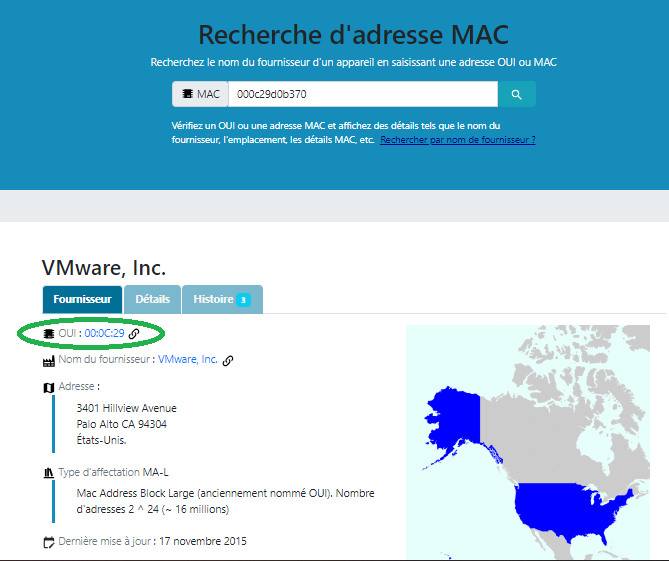 Recherche d'adresse MAC
Recherchez le nom du fournisseur d'un appareil en saisissant une adresse OUI ou MAC
MAC 000c29d0b370
Vérifiez un OUI ou une adresse MAC et affichez des détails tels que le nom du
fournisseur, l'emplacement, les détails MAC, etc. Rechercher par nom de fournisseur ?
VMware, Inc.
Fournisseur Détails Histoire 3
OUI : 00:0C:29
Nom du fournisseur : VMware, Inc.
Adresse :
3401 Hillview Avenue
Palo Alto CA 94304
États-Unis.
Type d'affectation MA-L
Mac Address Block Large (anciennement nommé OUI). Nombre
d'adresses 2 ^ 24 (~ 16 millions)
Dernière mise à jour : 17 novembre 2015